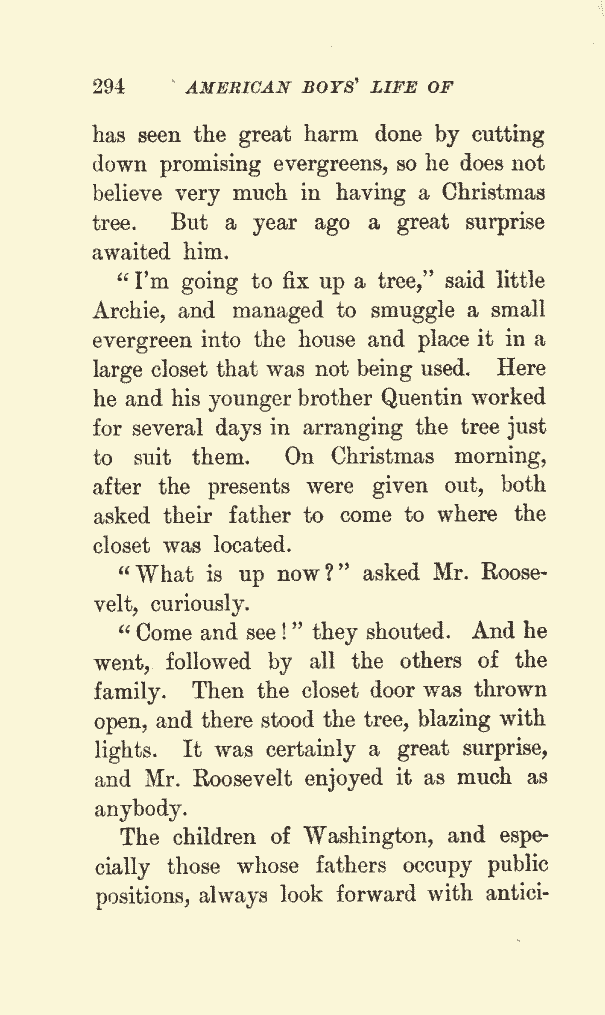 294 AMERICAN BOYS' LIFE OF
has seen the great harm done by cutting
down promising evergreens, so he does not
believe very much in having a Christmas
tree. But a year ago a great surprise
awaited him.
"I'm going to fix up a tree," said little
Archie, and managed to smuggle a small
evergreen into the house and place it in a
large closet that was not being used. Here
he and his younger brother Quentin worked
for several days in arranging the tree just
to suit them. On Christmas morning,
after the presents were given out, both
asked their father to come to where the
closet was located.
"What is up now?" asked Mr. Roose-
velt, curiously.
"Come and see!" they shouted. And he
went, followed by all the others of the
family. Then the closet door was thrown
open, and there stood the tree, blazing with
lights. It was certainly a great surprise,
and Mr. Roosevelt enjoyed it as much as
anybody.
The children of Washington, and espe-
cially those whose fathers occupy public
positions, always look forward with antici-